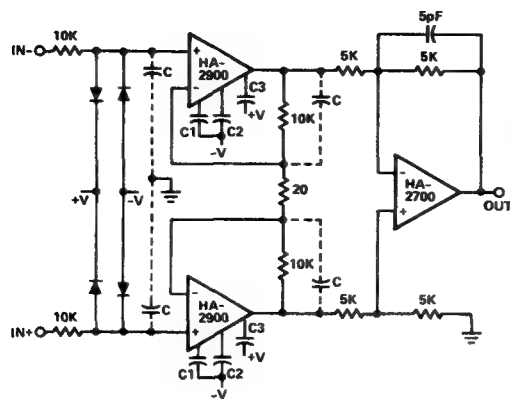 5pF
IN- 10K
+
HA-
2900
-
C
C3
5K
5K
C
10K
C1
C2
+V
-V
+V
-V
20
-
HA-
2700
+
OUT
-
HA-
2900
+
10K
C
C
C3
5K
5K
IN+ 10K
C1
C2
+V
-V